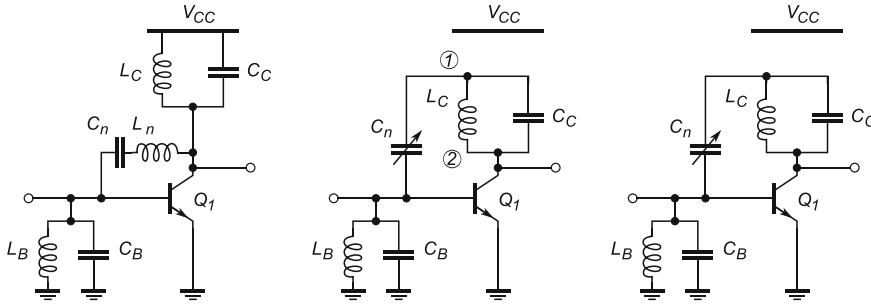 V_CC
L_C C_C
C_n L_n
Q_1
L_B C_B
V_CC
①
L_C C_C
C_n
②
Q_1
L_B C_B
V_CC
L_C C_C
C_n
Q_1
L_B C_B